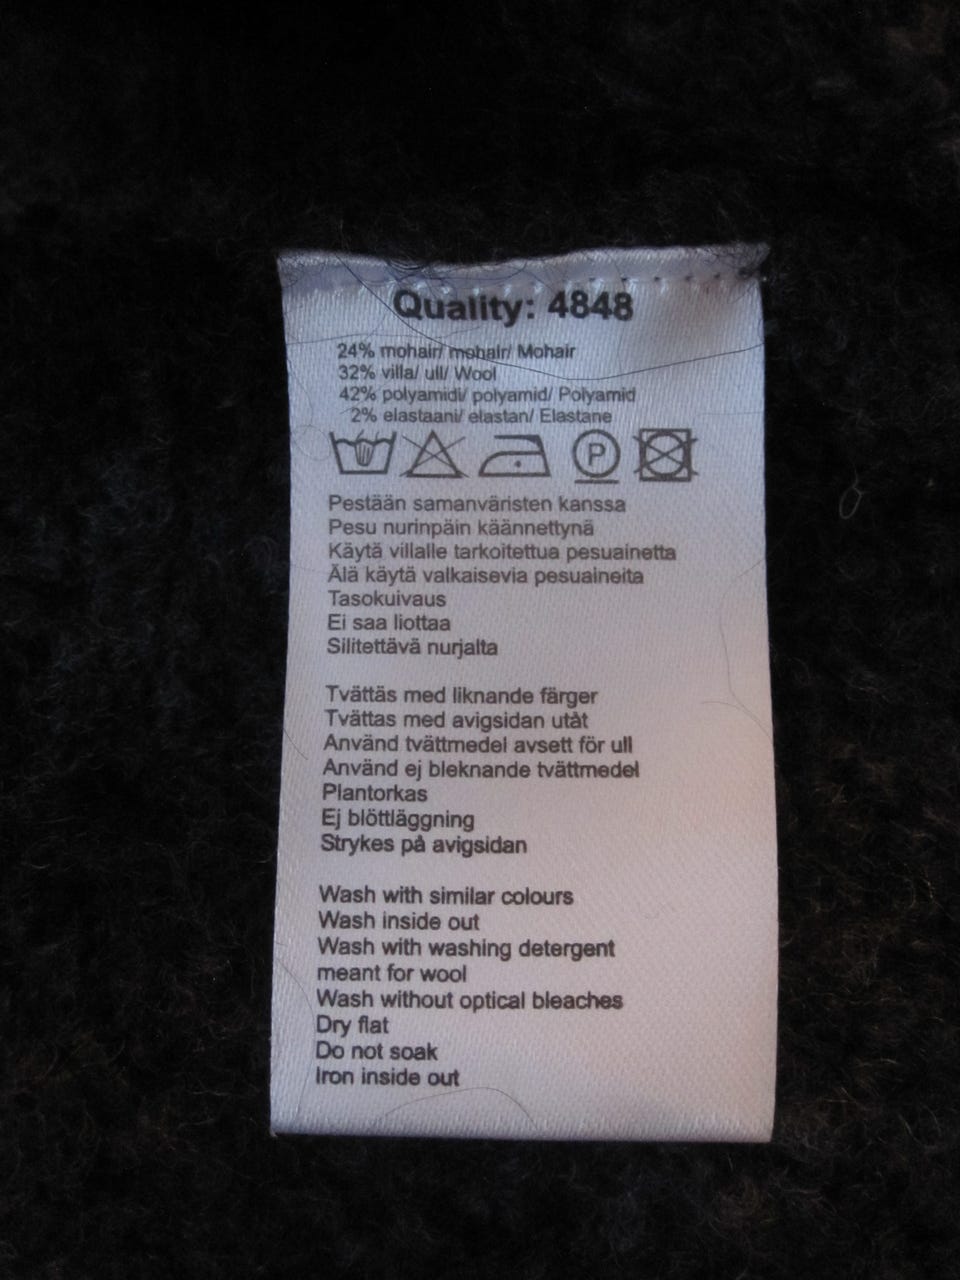 Quality: 4848
24% mohair/ mohair/ Mohair
32% villa/ ull/ Wool
42% polyamidi/ polyamid/ Polyamid
2% elastaani/ elastan/ Elastane
P
Pestään samanväristen kanssa
Pesu nurinpäin käännettynä
Käytä villalle tarkoitettua pesuainetta
Älä käytä valkaisevia pesuaineita
Tasokuivaus
Ei saa liottaa
Silitettävä nurjalta
Tvättäs med liknande färger
Tvättas med avigsidan utåt
Använd tvättmedel avsett för ull
Använd ej bleknande tvättmedel
Plantorkas
Ej blöttläggning
Strykes på avigsidan
Wash with similar colours
Wash inside out
Wash with washing detergent
meant for wool
Wash without optical bleaches
Dry flat
Do not soak
Iron inside out